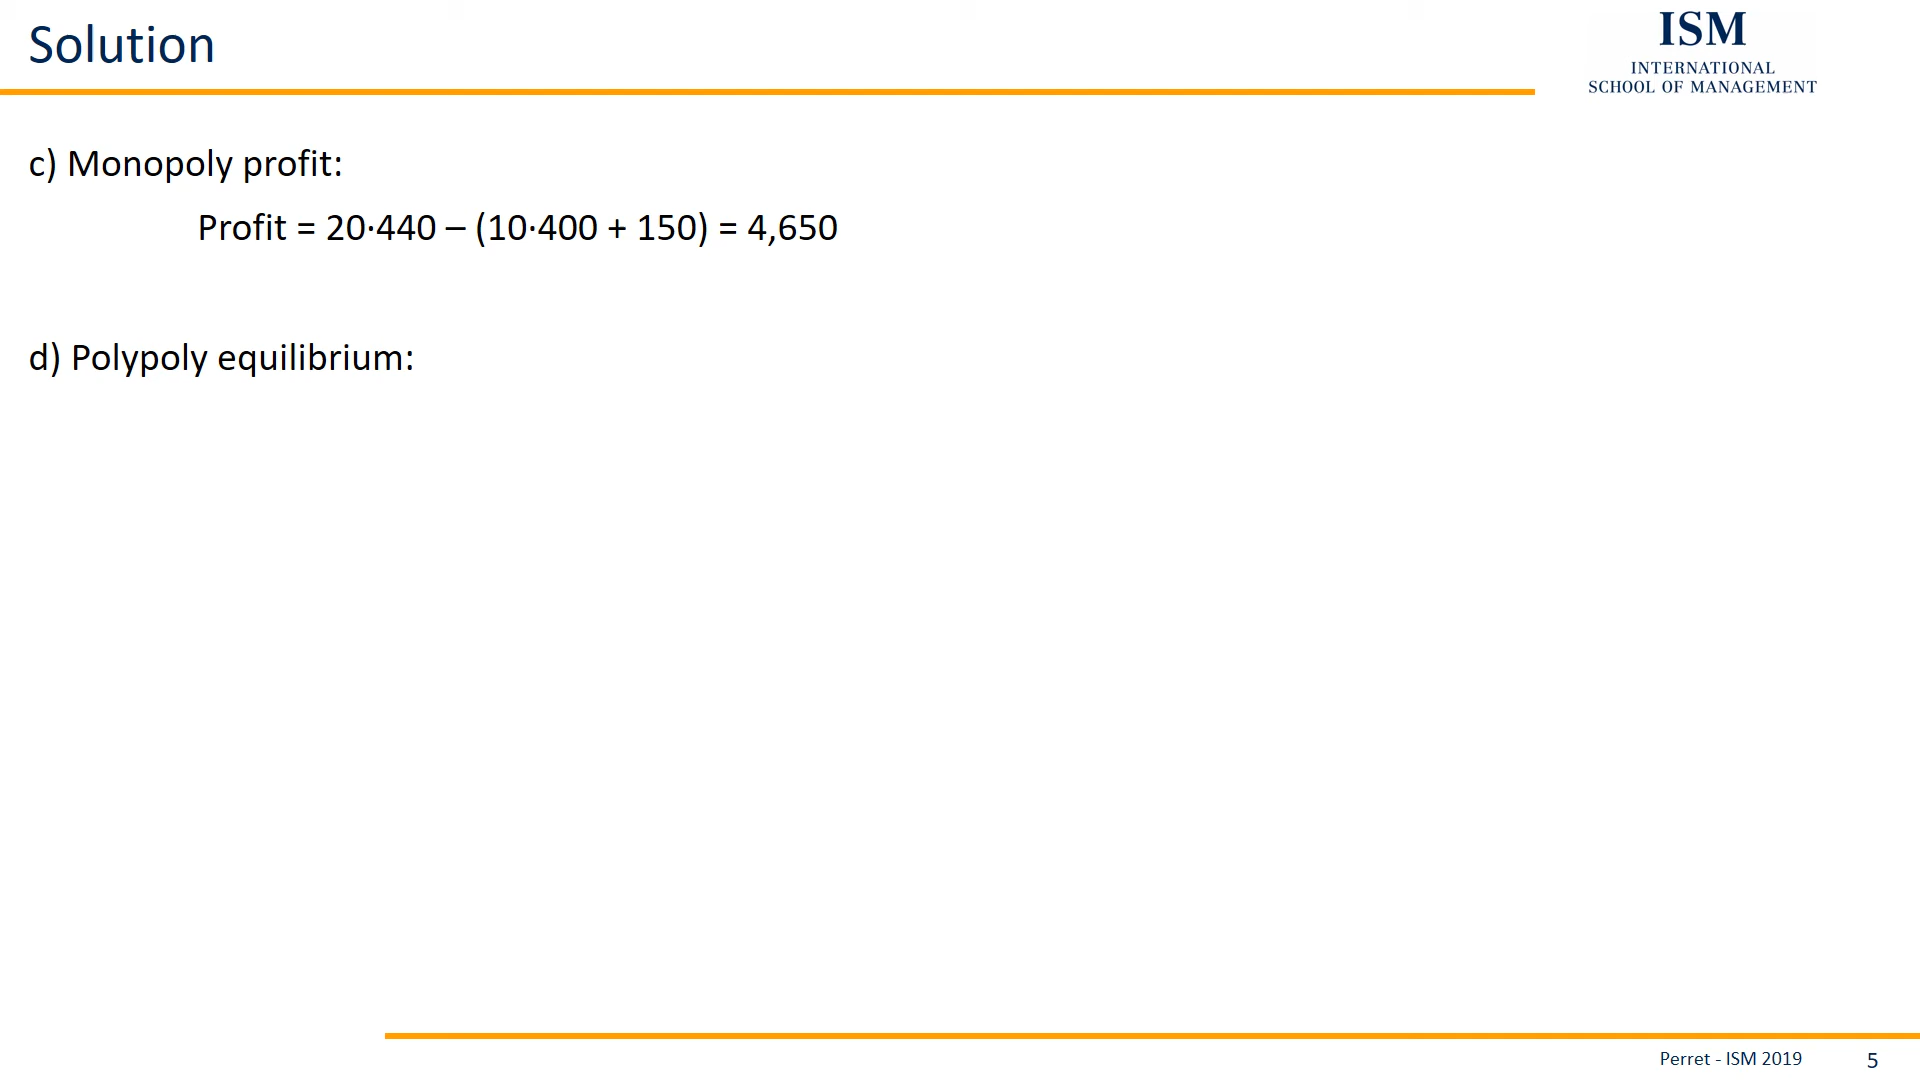 Solution
ISM
INTERNATIONAL
SCHOOL OF MANAGEMENT
c) Monopoly profit:
Profit = 20·440 – (10·400 + 150) = 4,650
d) Polypoly equilibrium:
Perret - ISM 2019
5